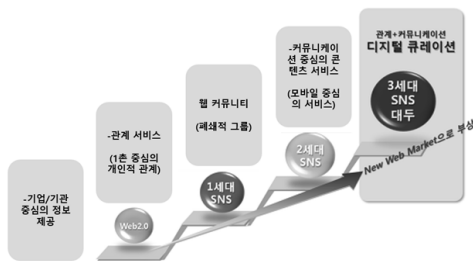 -기업/기관
중심의 정보
제공
Web2.0
-관계 서비스
(1촌 중심의
개인적 관계)
1세대
SNS
웹 커뮤니티
(폐쇄적 그룹)
2세대
SNS
-커뮤니케이
션 중심의 콘
텐츠 서비스
(모바일 중심
의 서비스)
관계+커뮤니케이션
디지털 큐레이션
3세대
SNS
대두
New Web Market으로 부상